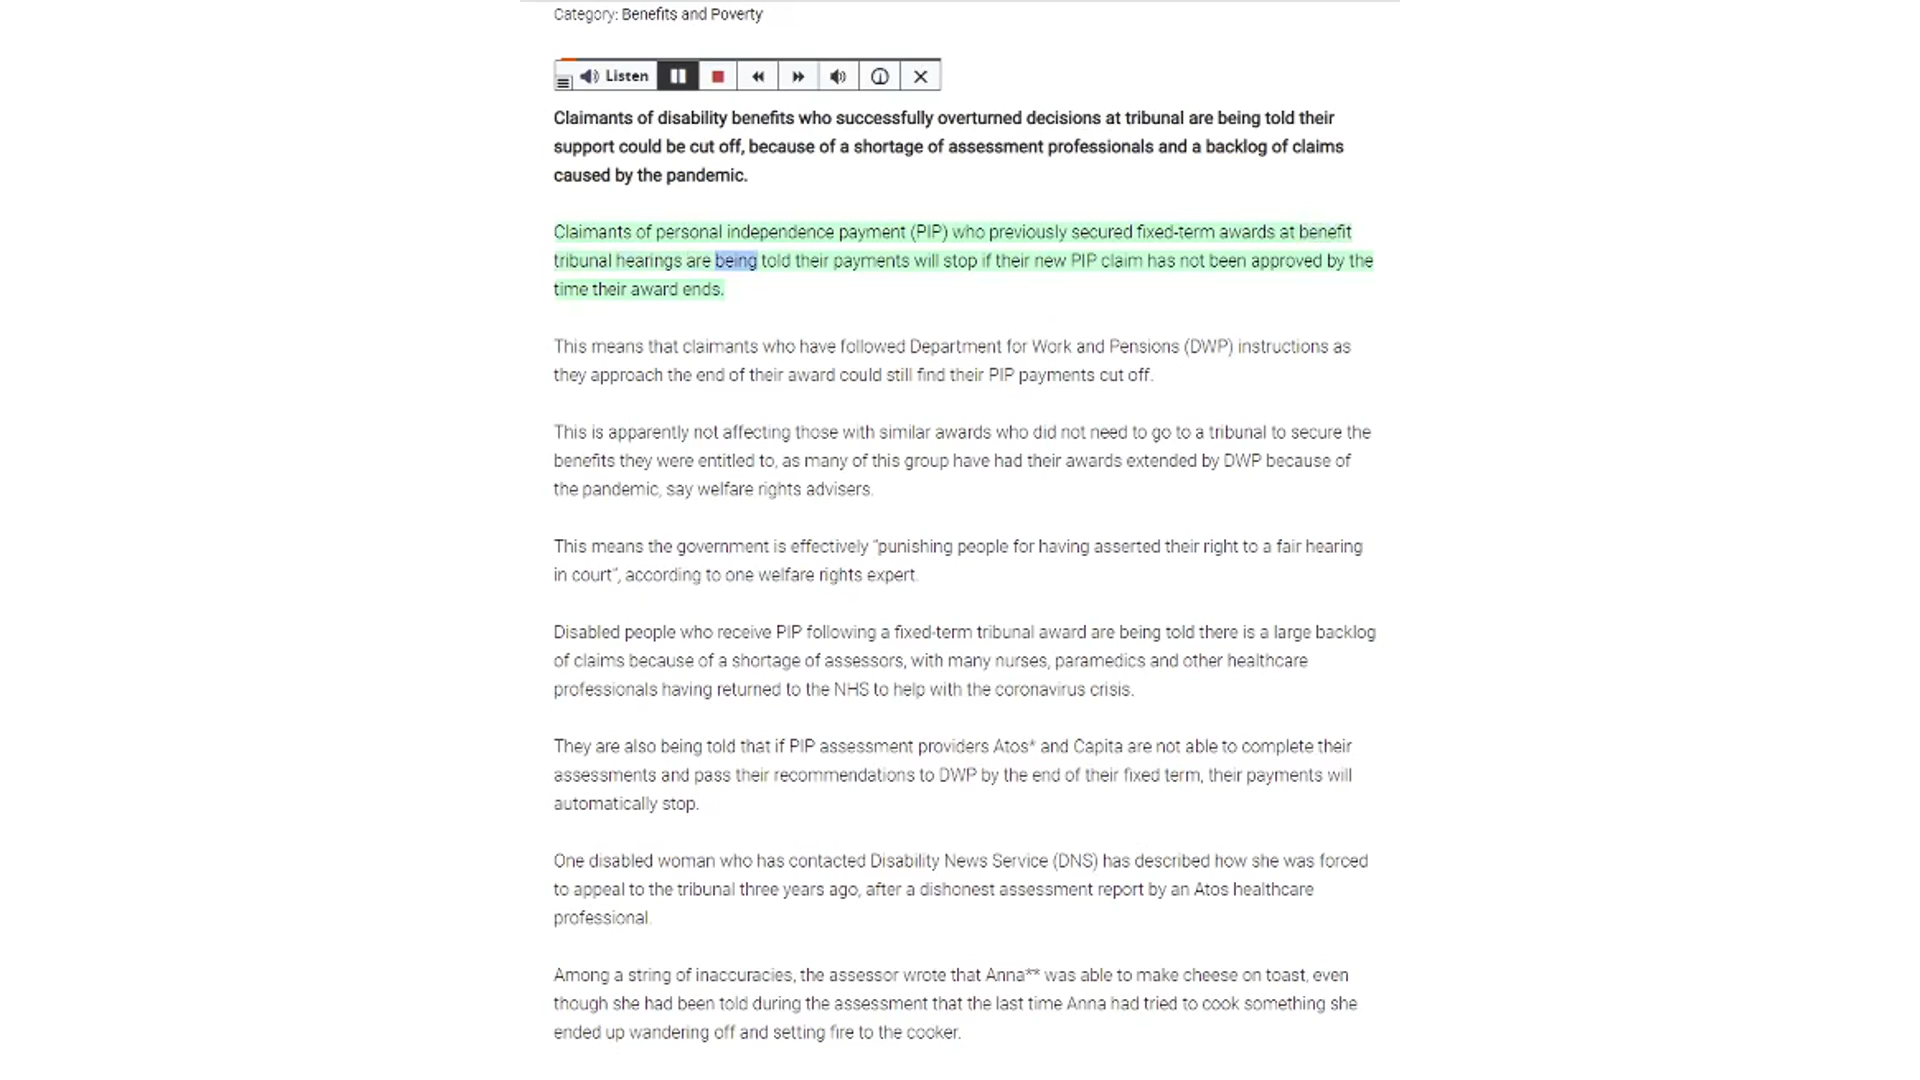 Category: Benefits and Poverty
Listen
Claimants of disability benefits who successfully overturned decisions at tribunal are being told their
support could be cut off, because of a shortage of assessment professionals and a backlog of claims
caused by the pandemic.
Claimants of personal independence payment (PIP) who previously secured fixed-term awards at benefit
tribunal hearings are being told their payments will stop if their new PIP claim has not been approved by the
time their award ends.
This means that claimants who have followed Department for Work and Pensions (DWP) instructions as
they approach the end of their award could still find their PIP payments cut off.
This is apparently not affecting those with similar awards who did not need to go to a tribunal to secure the
benefits they were entitled to, as many of this group have had their awards extended by DWP because of
the pandemic, say welfare rights advisers.
This means the government is effectively “punishing people for having asserted their right to a fair hearing
in court”, according to one welfare rights expert.
Disabled people who receive PIP following a fixed-term tribunal award are being told there is a large backlog
of claims because of a shortage of assessors, with many nurses, paramedics and other healthcare
professionals having returned to the NHS to help with the coronavirus crisis.
They are also being told that if PIP assessment providers Atos* and Capita are not able to complete their
assessments and pass their recommendations to DWP by the end of their fixed term, their payments will
automatically stop.
One disabled woman who has contacted Disability News Service (DNS) has described how she was forced
to appeal to the tribunal three years ago, after a dishonest assessment report by an Atos healthcare
professional.
Among a string of inaccuracies, the assessor wrote that Anna** was able to make cheese on toast, even
though she had been told during the assessment that the last time Anna had tried to cook something she
ended up wandering off and setting fire to the cooker.